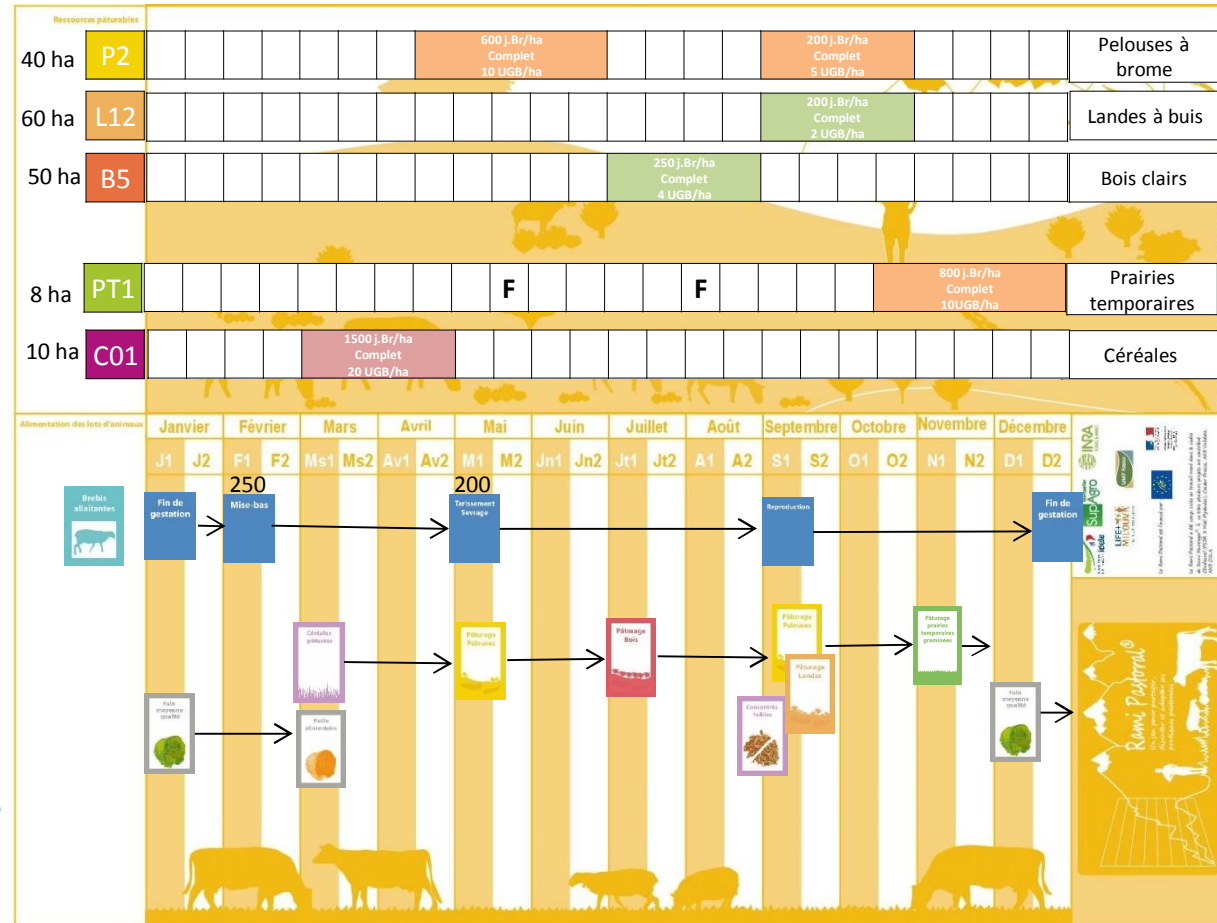 Ressources pâturables
40 ha
P2
600 j.Br/ha
Complet
10 UGB/ha
200 j.Br/ha
Complet
5 UGB/ha
Pelouses à
brome
60 ha
L12
200 j.Br/ha
Complet
2 UGB/ha
Landes à buis
50 ha
B5
250 j.Br/ha
Complet
4 UGB/ha
Bois clairs
8 ha
PT1
F
F
800 j.Br/ha
Complet
10UGB/ha
Prairies
temporaires
10 ha
C01
1500 j.Br/ha
Complet
20 UGB/ha
Céréales
Alimentation des lots d'animaux
Janvier Février Mars Avril Mai Juin Juillet Août Septembre Octobre Novembre Décembre
J1 J2 F1 F2 Ms1 Ms2 Av1 Av2 M1 M2 Jn1 Jn2 Jt1 Jt2 A1 A2 S1 S2 O1 O2 N1 N2 D1 D2
250
200
Brebis
allaitantes
Fin de
gestation
Mise-bas
Tarissement
Sevrage
Reproduction
Fin de
gestation
INRA
SupAgro
LIFE+
MIL'OUV
Céréales
pâturées
Pâturage
Pelouses
Pâturage
Bois
Pâturage
Pelouses
Pâturage
Landes
Pâturage
prairies
temporaires
graminées
Foin
moyenne
qualité
Paille
alimentaire
Concentrés
faibles
Foin
moyenne
qualité
Rami Pastoral
Un jeu pour partager,